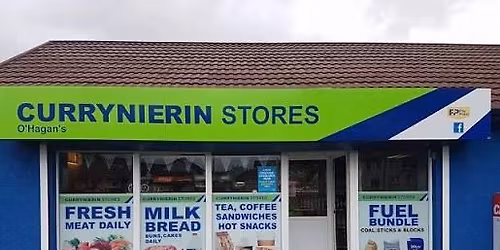 CURRYNIERIN STORES
O'Hagan's
CURRYNIERIN STORES
FRESH
MEAT DAILY
CURRYNIERIN STORES
MILK
BREAD
BUNS, CAKES
DAILY
CURRYNIERIN STORES
TEA, COFFEE
SANDWICHES
HOT SNACKS
CURRYNIERIN STORES
FUEL
BUNDLE
COAL, STICKS & BLOCKS